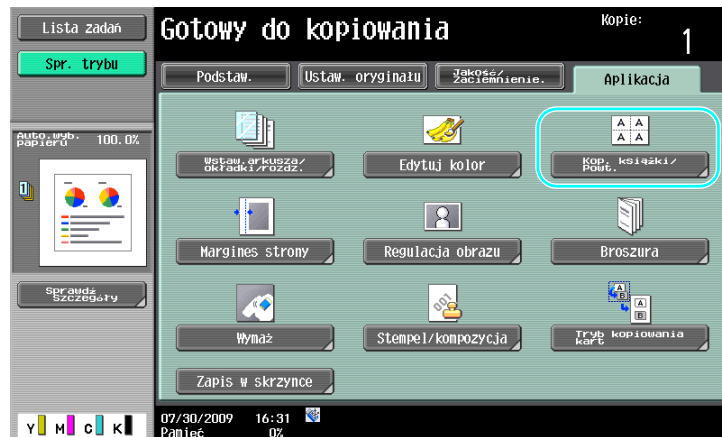 Lista zadań
Spr. trybu
Gotowy do kopiowania
Kopie:
1
Podstaw.
Ustaw. oryginału
Jakość/
zaciemnienie.
Aplikacja
Auto.wyb.
papieru
100.0%
Sprawdź
Szczegóły
Wstaw.arkusza/
okładki/rozdz.
Edytuj kolor
A A
A A
Kop. książki/
Powt.
Margines strony
Regulacja obrazu
Broszura
Wymaż
001
Stempel/kompozycja
A
B
A
B
Tryb kopiowania
kart
Zapis w skrzynce
Y M C K
07/30/2009 16:31
Pamięć 0%